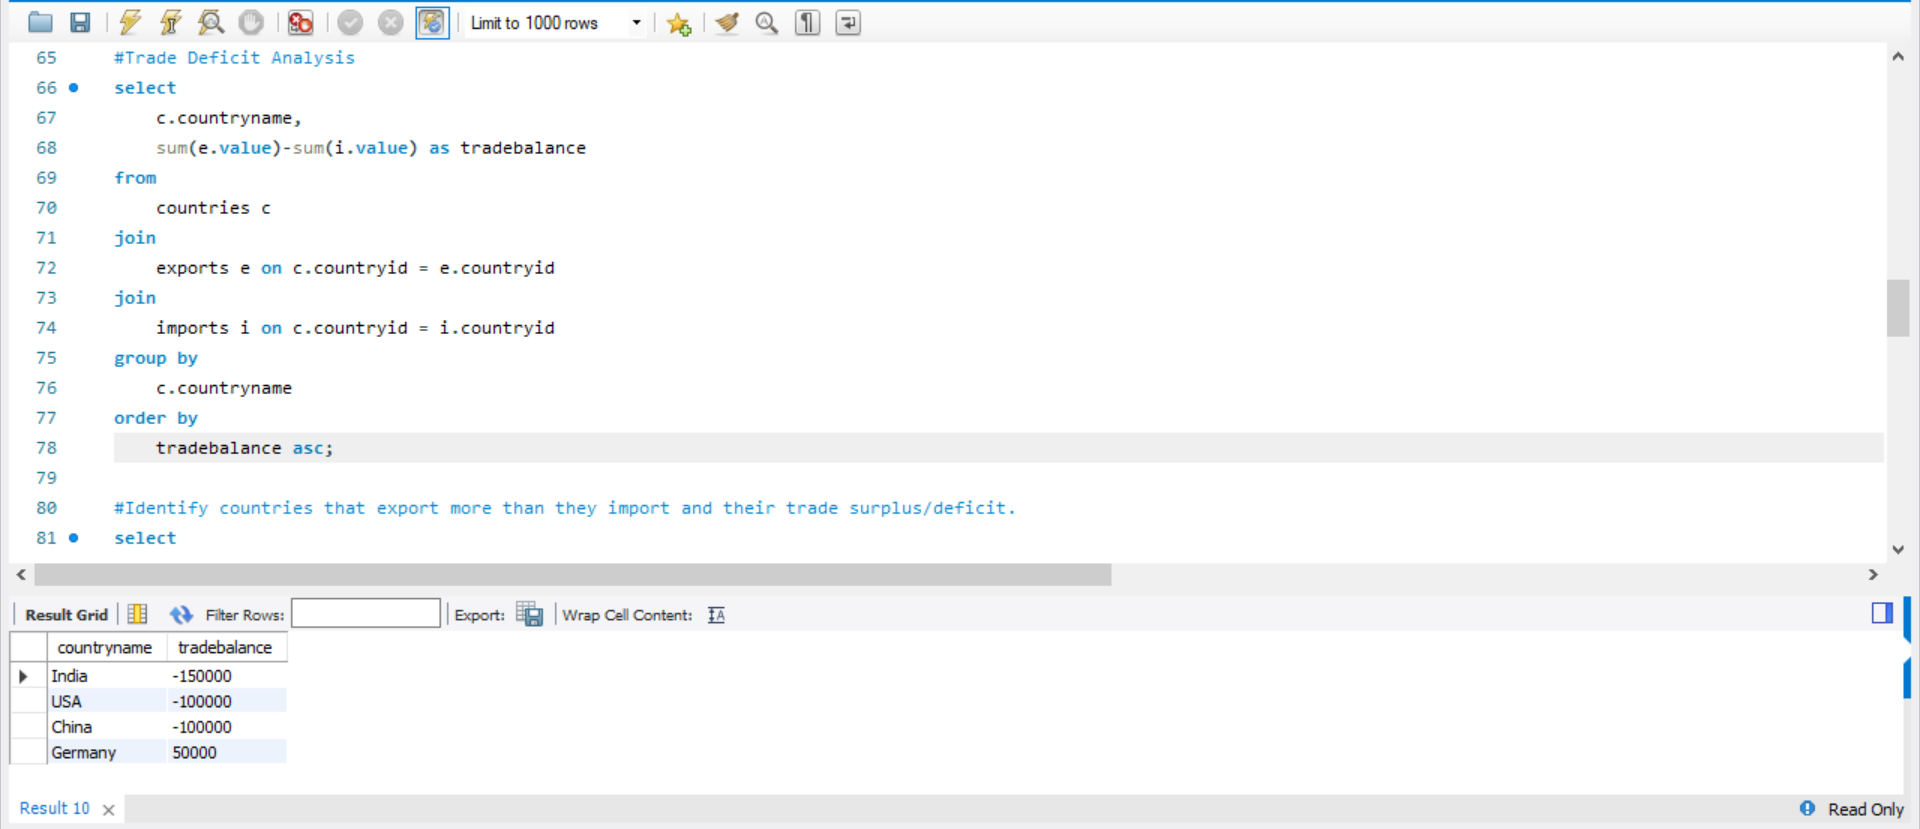 Limit to 1000 rows
65 #Trade Deficit Analysis
66 select
67 c.countryname,
68 sum(e.value)-sum(i.value) as tradebalance
69 from
70 countries c
71 join
72 exports e on c.countryid = e.countryid
73 join
74 imports i on c.countryid = i.countryid
75 group by
76 c.countryname
77 order by
78 tradebalance asc;
79
80 #Identify countries that export more than they import and their trade surplus/deficit.
81 select
Result Grid Filter Rows: Export: Wrap Cell Content:
countryname tradebalance
India -150000
USA -100000
China -100000
Germany 50000
Result 10 Read Only